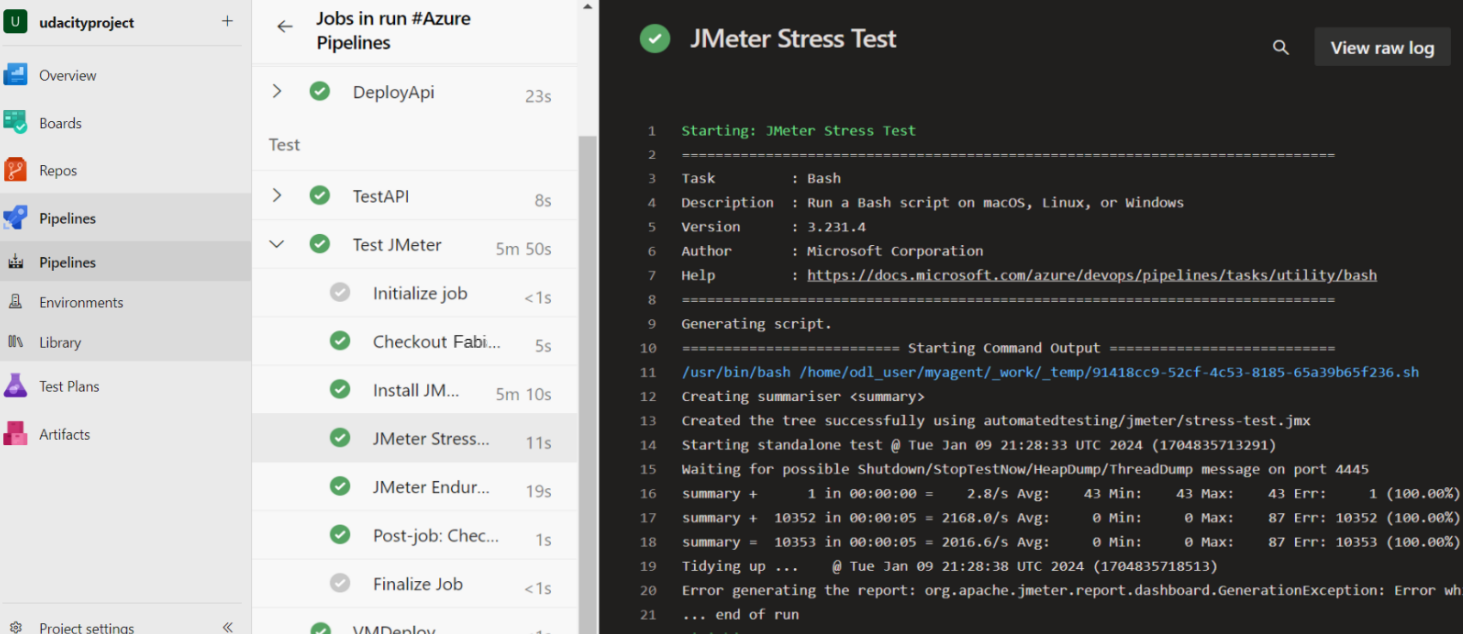 U udacityproject +
Overview
Boards
Repos
Pipelines
Pipelines
Environments
Library
Test Plans
Artifacts
Project settings
Jobs in run #Azure
Pipelines
DeployApi 23s
Test
TestAPI 8s
Test JMeter 5m 50s
Initialize job <1s
Checkout Fabi... 5s
Install JM... 5m 10s
JMeter Stress... 11s
JMeter Endur... 19s
Post-job: Chec... 1s
Finalize Job <1s
VMDeploy
JMeter Stress Test
View raw log
1 Starting: JMeter Stress Test
2 ==============================================================================
3 Task         : Bash
4 Description  : Run a Bash script on macOS, Linux, or Windows
5 Version      : 3.231.4
6 Author       : Microsoft Corporation
7 Help         : https://docs.microsoft.com/azure/devops/pipelines/tasks/utility/bash
8 ==============================================================================
9 Generating script.
10 ========================== Starting Command Output ===========================
11 /usr/bin/bash /home/odl_user/myagent/_work/_temp/91418cc9-52cf-4c53-8185-65a39b65f236.sh
12 Creating summariser <summary>
13 Created the tree successfully using automatedtesting/jmeter/stress-test.jmx
14 Starting standalone test @ Tue Jan 09 21:28:33 UTC 2024 (1704835713291)
15 Waiting for possible Shutdown/StopTestNow/HeapDump/ThreadDump message on port 4445
16 summary +      1 in 00:00:00 =    2.8/s Avg:    43 Min:    43 Max:    43 Err:     1 (100.00%)
17 summary +  10352 in 00:00:05 = 2168.0/s Avg:     0 Min:     0 Max:    87 Err: 10352 (100.00%)
18 summary =  10353 in 00:00:05 = 2016.6/s Avg:     0 Min:     0 Max:    87 Err: 10353 (100.00%)
19 Tidying up ...    @ Tue Jan 09 21:28:38 UTC 2024 (1704835718513)
20 Error generating the report: org.apache.jmeter.report.dashboard.GenerationException: Error wh
21 ... end of run